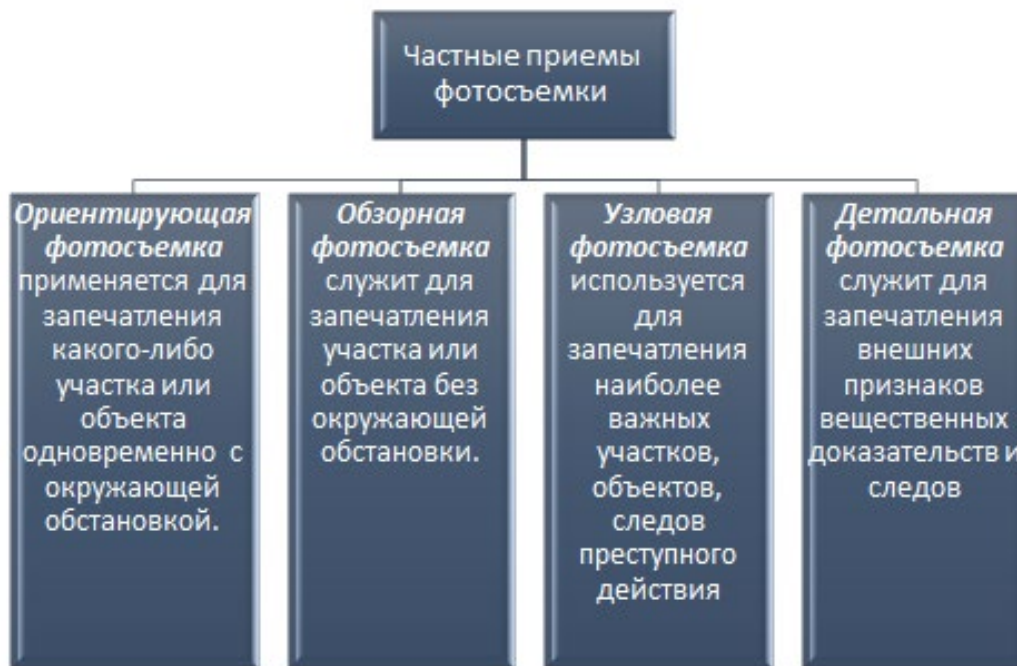 Частные приемы
фотосъемки
Ориентирующая
фотосъемка
применяется для
запечатления
какого-либо
участка или
объекта
одновременно с
окружающей
обстановкой.
Обзорная
фотосъемка
служит для
запечатления
участка или
объекта без
окружающей
обстановки.
Узловая
фотосъемка
используется
для
запечатления
наиболее
важных
участков,
объектов,
следов
преступного
действия
Детальная
фотосъемка
служит для
запечатления
внешних
признаков
вещественных
доказательств и
следов